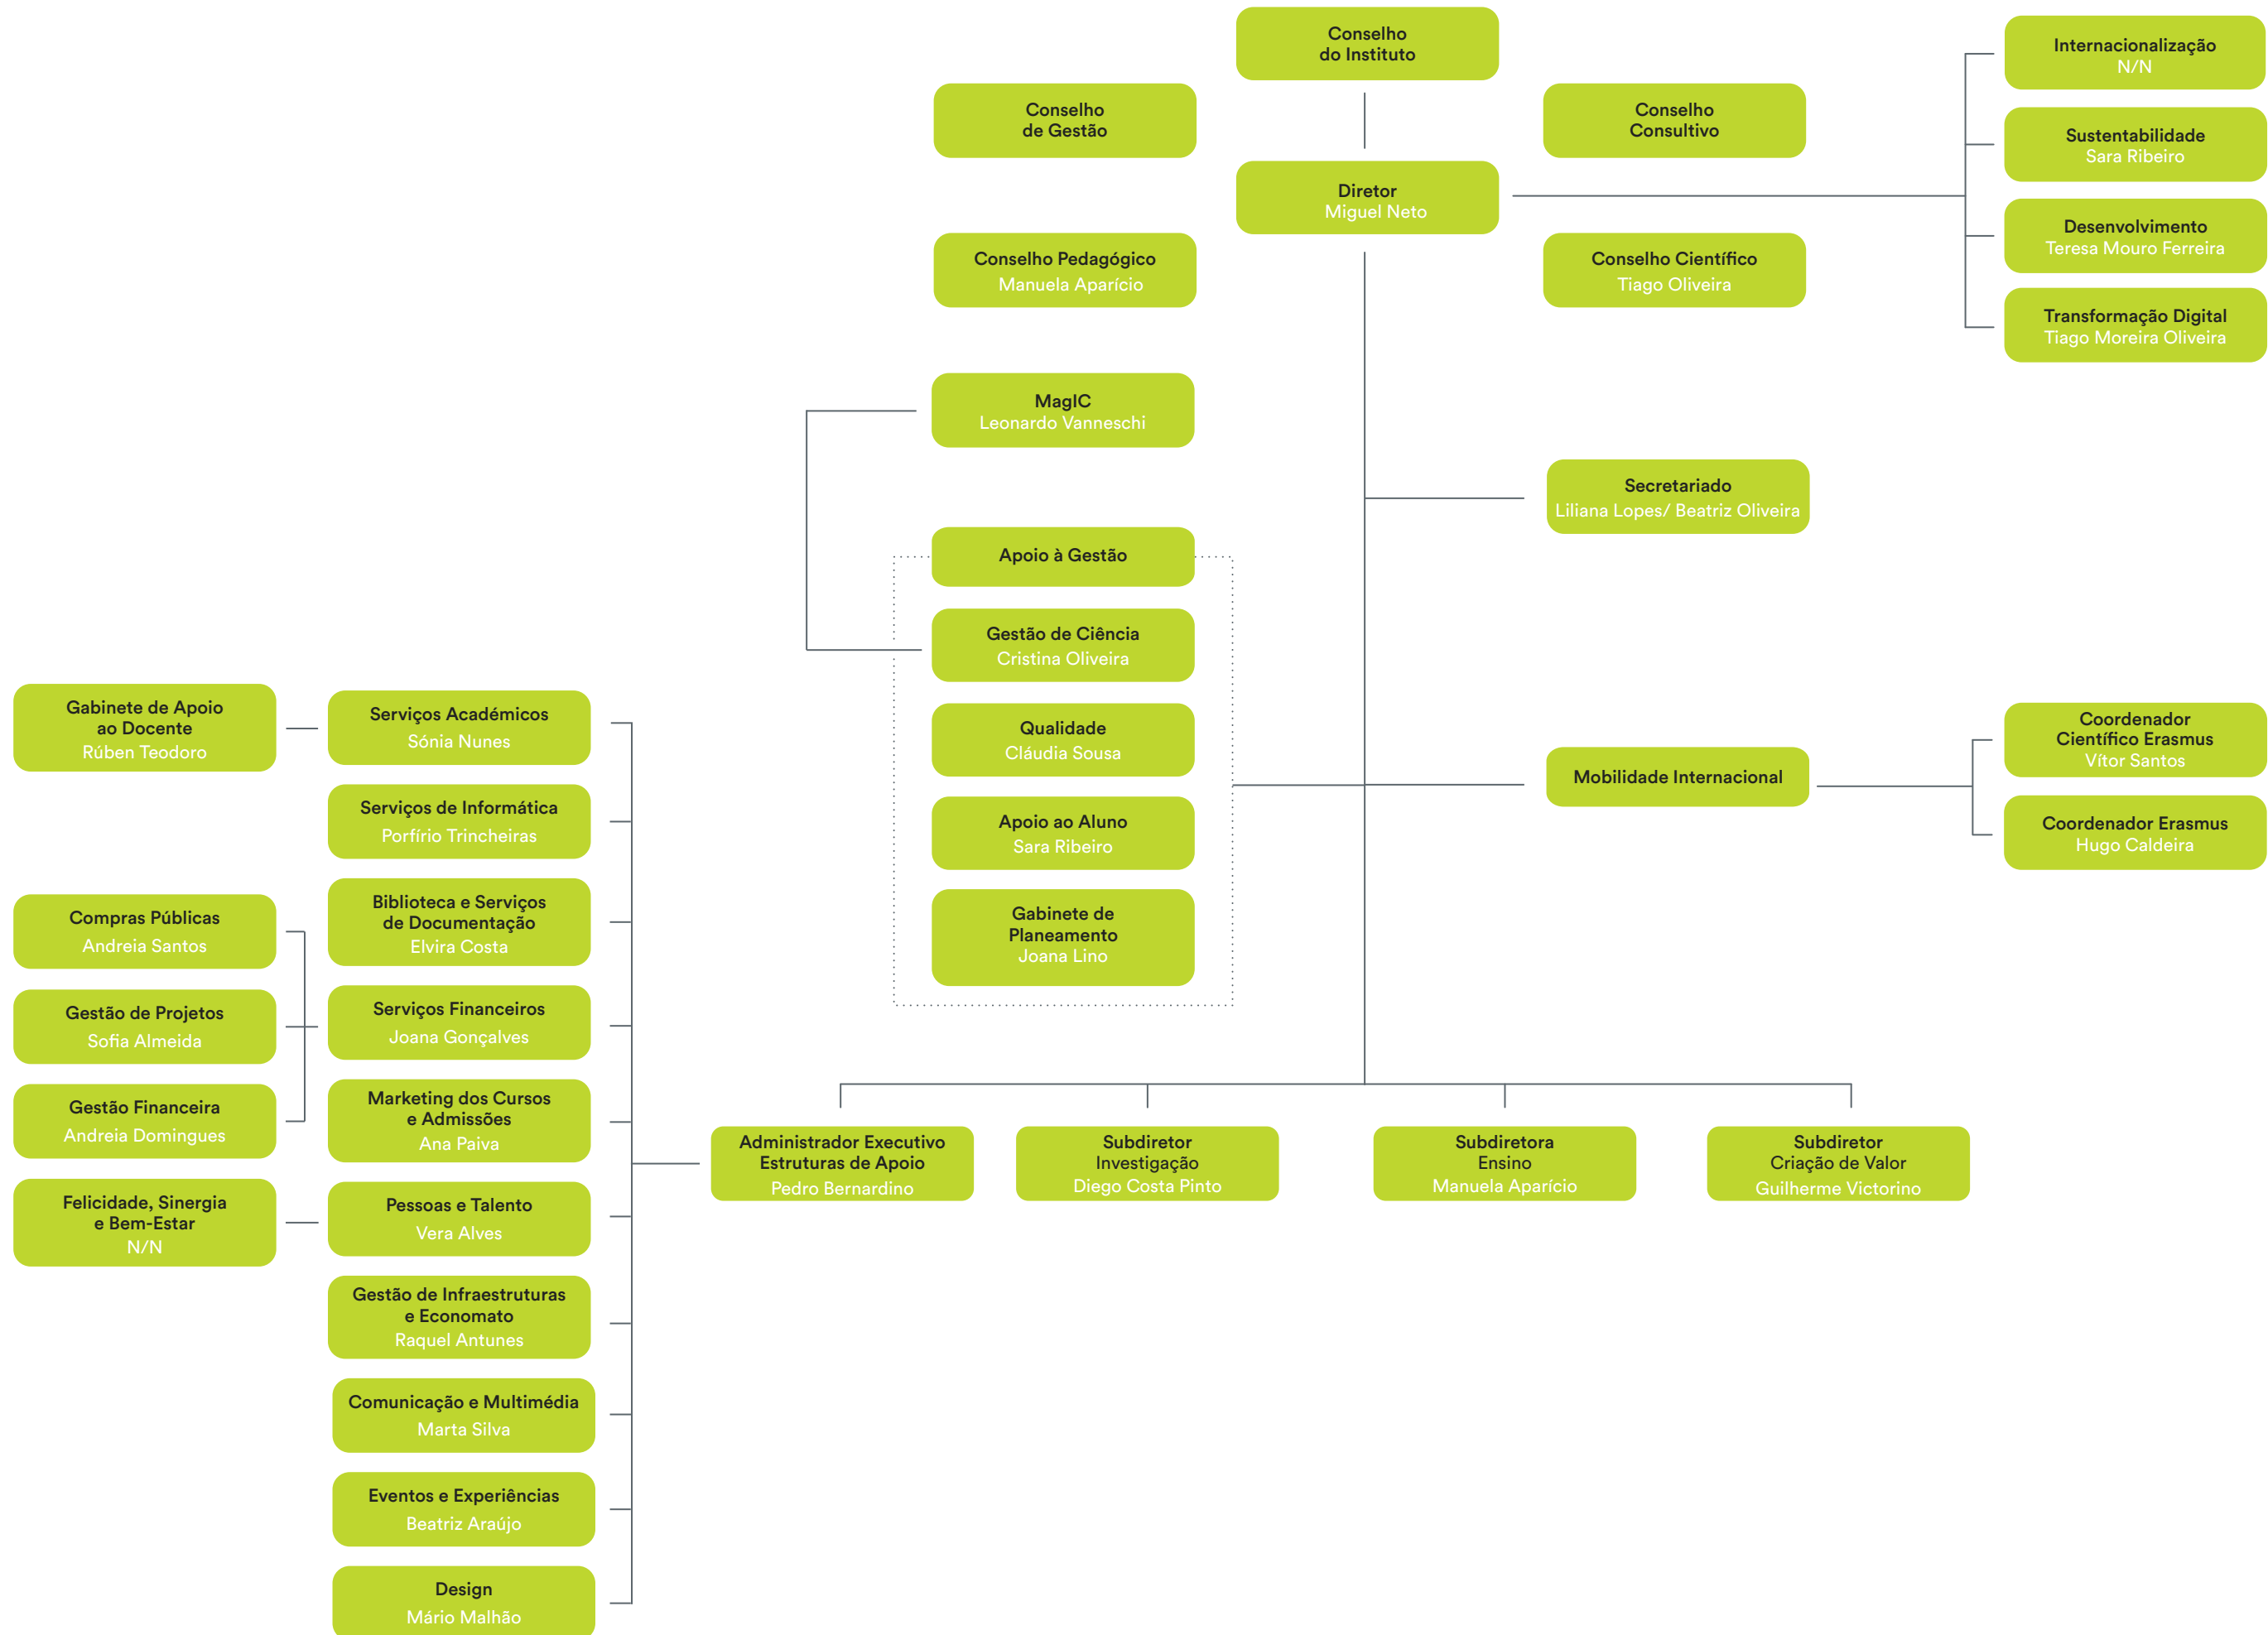 Conselho
do Instituto
Conselho
de Gestão
Conselho
Consultivo
Diretor
Miguel Neto
Conselho Pedagógico
Manuela Aparício
Conselho Científico
Tiago Oliveira
Internacionalização
N/N
Sustentabilidade
Sara Ribeiro
Desenvolvimento
Teresa Mouro Ferreira
Transformação Digital
Tiago Moreira Oliveira
MagIC
Leonardo Vanneschi
Secretariado
Liliana Lopes/ Beatriz Oliveira
Apoio à Gestão
Gestão de Ciência
Cristina Oliveira
Qualidade
Cláudia Sousa
Apoio ao Aluno
Sara Ribeiro
Gabinete de
Planeamento
Joana Lino
Mobilidade Internacional
Coordenador
Científico Erasmus
Vítor Santos
Coordenador Erasmus
Hugo Caldeira
Gabinete de Apoio
ao Docente
Rúben Teodoro
Serviços Académicos
Sónia Nunes
Serviços de Informática
Porfírio Trincheiras
Biblioteca e Serviços
de Documentação
Elvira Costa
Compras Públicas
Andreia Santos
Gestão de Projetos
Sofia Almeida
Gestão Financeira
Andreia Domingues
Serviços Financeiros
Joana Gonçalves
Marketing dos Cursos
e Admissões
Ana Paiva
Felicidade, Sinergia
e Bem-Estar
N/N
Pessoas e Talento
Vera Alves
Gestão de Infraestruturas
e Economato
Raquel Antunes
Comunicação e Multimédia
Marta Silva
Eventos e Experiências
Beatriz Araújo
Design
Mário Malhão
Administrador Executivo
Estruturas de Apoio
Pedro Bernardino
Subdiretor
Investigação
Diego Costa Pinto
Subdiretora
Ensino
Manuela Aparício
Subdiretor
Criação de Valor
Guilherme Victorino